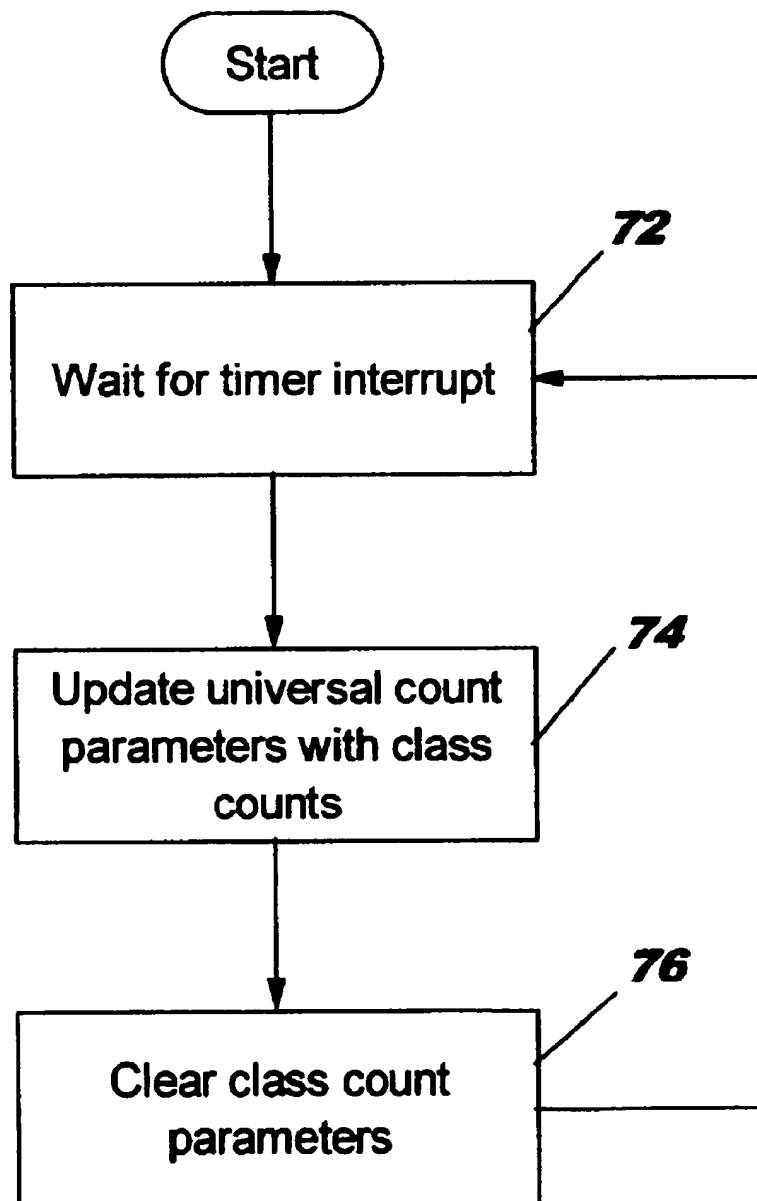 Start
72
Wait for timer interrupt
74
Update universal count
parameters with class
counts
76
Clear class count
parameters